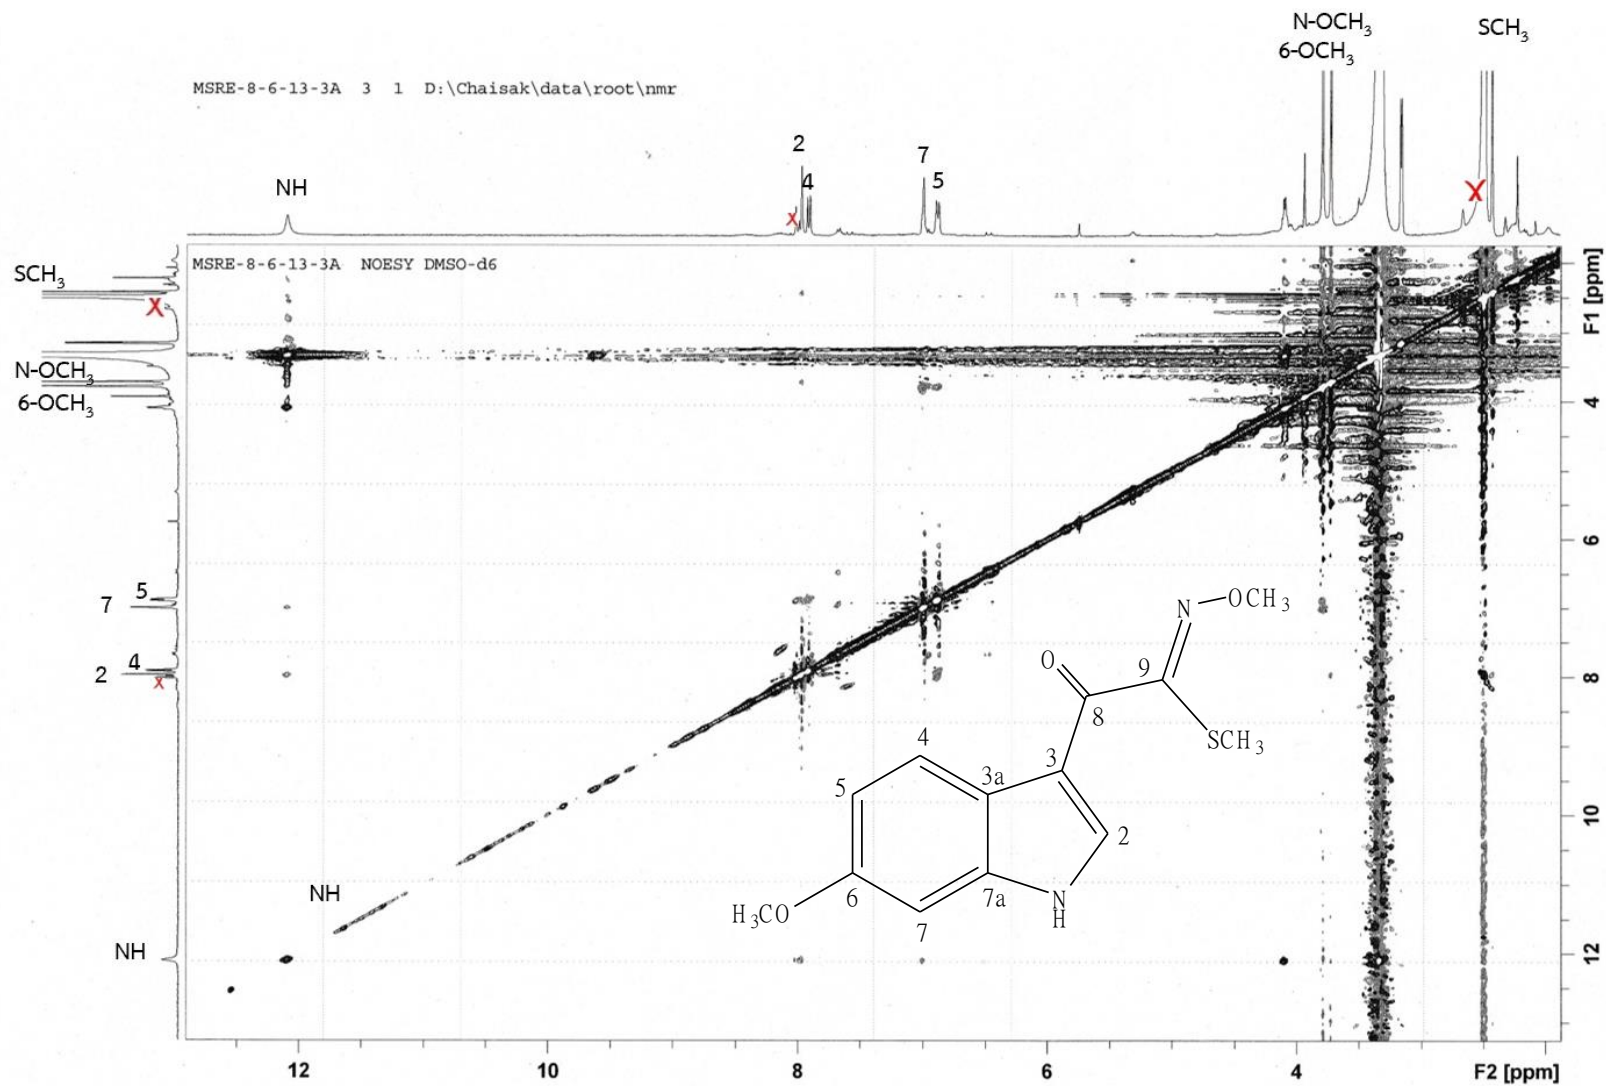 N-OCH3
SCH3
6-OCH3
MSRE-8-6-13-3A 3 1 D:\Chaisak\data\root\nmr
2
7
NH
4
5
X
X
MSRE-8-6-13-3A NOESY DMSO-d6
SCH3
X
N-OCH3
6-OCH3
F1 [ppm]
4
6
8
10
12
5
7
4
2
X
N
OCH3
O
9
8
SCH3
4
3
3a
5
2
NH
6
7a
N
H
H3CO
7
NH
12
10
8
6
4
F2 [ppm]